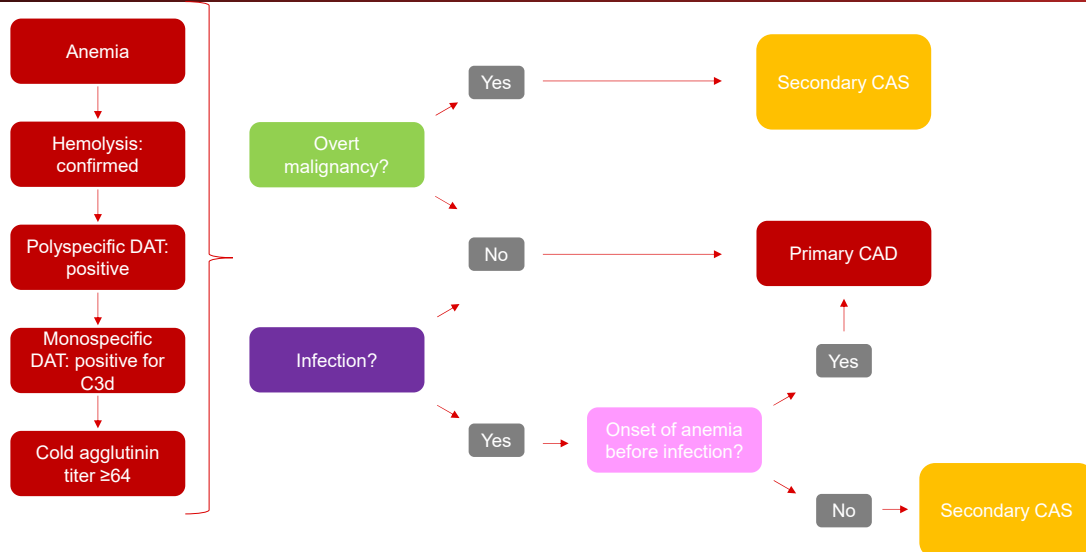 Anemia
Hemolysis:
confirmed
Polyspecific DAT:
positive
Monospecific
DAT: positive for
C3d
Cold agglutinin
titer ≥64
Overt
malignancy?
Infection?
Yes
No
Yes
Secondary CAS
Primary CAD
Onset of anemia
before infection?
Yes
No
Secondary CAS